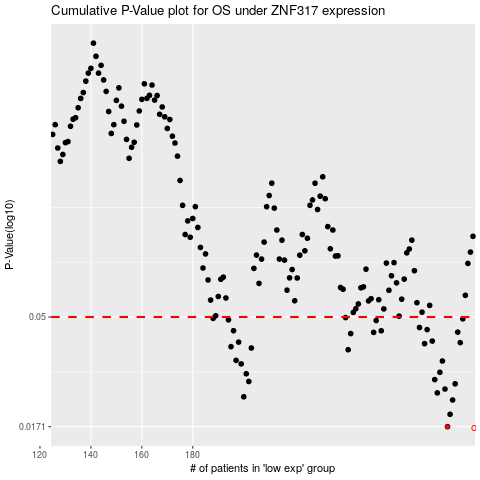 Cumulative P-Value plot for OS under ZNF317 expression
P-Value(log10)
0.05
0.0171
120 140 160 180
# of patients in 'low exp' group